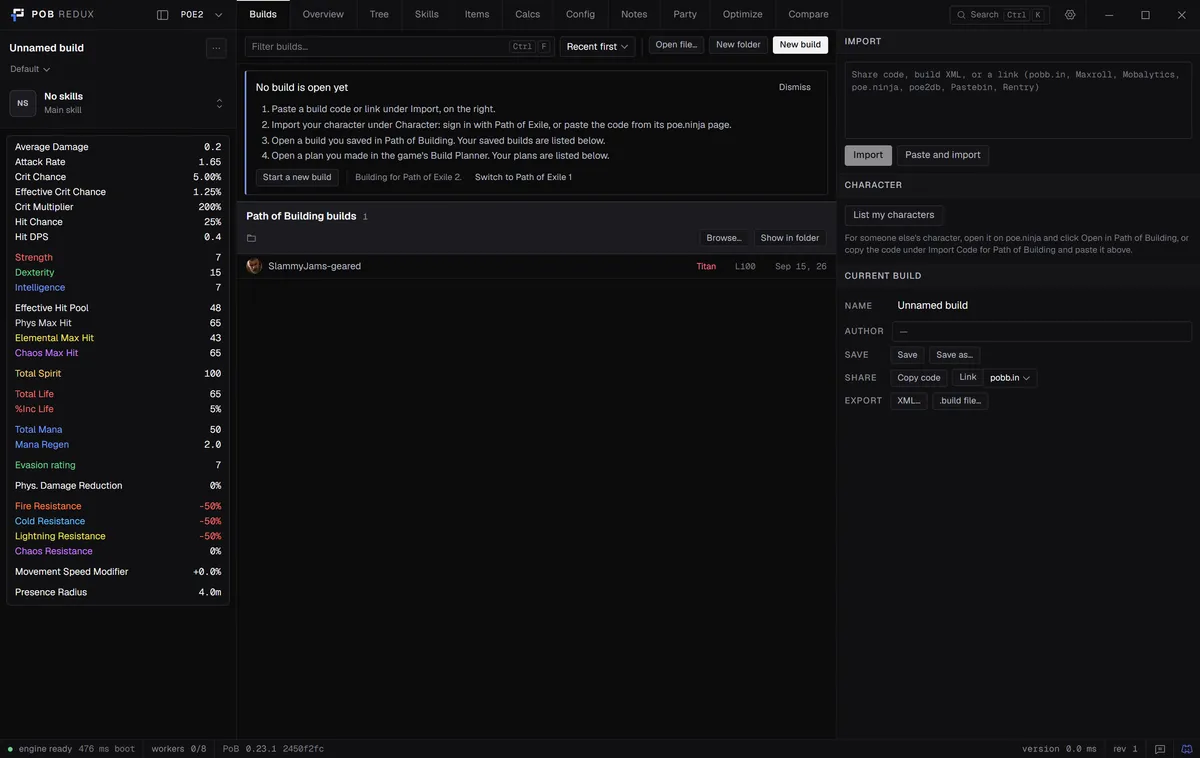 POB REDUX
POE2
Builds
Overview
Tree
Skills
Items
Calcs
Config
Notes
Party
Optimize
Compare
Search Ctrl K
Unnamed build
...
Default
NS
No skills
Main skill
Average Damage 0.2
Attack Rate 1.65
Crit Chance 5.00%
Effective Crit Chance 1.25%
Crit Multiplier 200%
Hit Chance 25%
Hit DPS 0.4
Strength 7
Dexterity 15
Intelligence 7
Effective Hit Pool 48
Phys Max Hit 65
Elemental Max Hit 43
Chaos Max Hit 65
Total Spirit 100
Total Life 65
%Inc Life 5%
Total Mana 50
Mana Regen 2.0
Evasion rating 7
Phys. Damage Reduction 0%
Fire Resistance -50%
Cold Resistance -50%
Lightning Resistance -50%
Chaos Resistance 0%
Movement Speed Modifier +0.0%
Presence Radius 4.0m
Filter builds... Ctrl F
Recent first
Open file…
New folder
New build
No build is open yet
Dismiss
1. Paste a build code or link under Import, on the right.
2. Import your character under Character: sign in with Path of Exile, or paste the code from its poe.ninja page.
3. Open a build you saved in Path of Building. Your saved builds are listed below.
4. Open a plan you made in the game's Build Planner. Your plans are listed below.
Start a new build
Building for Path of Exile 2.
Switch to Path of Exile 1
Path of Building builds 1
Browse…
Show in folder
SlammyJams-geared Titan L100 Sep 15, 26
IMPORT
Share code, build XML, or a link (pobb.in, Maxroll, Mobalytics,
poe.ninja, poe2db, Pastebin, Rentry)
Import
Paste and import
CHARACTER
List my characters
For someone else's character, open it on poe.ninja and click Open in Path of Building, or
copy the code under Import Code for Path of Building and paste it above.
CURRENT BUILD
NAME Unnamed build
AUTHOR —
SAVE Save Save as…
SHARE Copy code Link pobb.in
EXPORT XML… .build file…
engine ready 476 ms boot
workers 0/8
PoB 0.23.1 2450f2fc
version 0.0 ms
rev 1